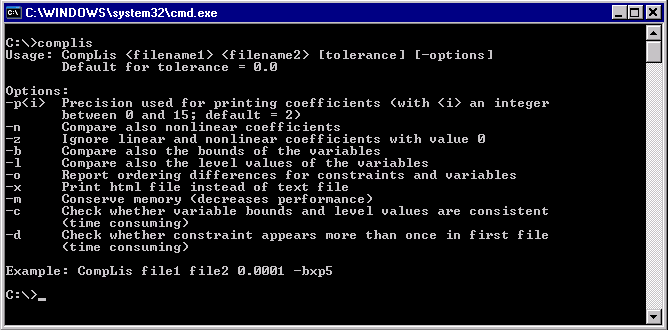 C:\WINDOWS\system32\cmd.exe
C:\>complis
Usage: CompLis <filename1> <filename2> [tolerance] [-options]
Default for tolerance = 0.0
Options:
-p<i> Precision used for printing coefficients (with <i> an integer
between 0 and 15; default = 2)
-n Compare also nonlinear coefficients
-z Ignore linear and nonlinear coefficients with value 0
-b Compare also the bounds of the variables
-l Compare also the level values of the variables
-o Report ordering differences for constraints and variables
-x Print html file instead of text file
-m Conserve memory (decreases performance)
-c Check whether variable bounds and level values are consistent
(time consuming)
-d Check whether constraint appears more than once in first file
(time consuming)
Example: CompLis file1 file2 0.0001 -bxp5
C:\>_